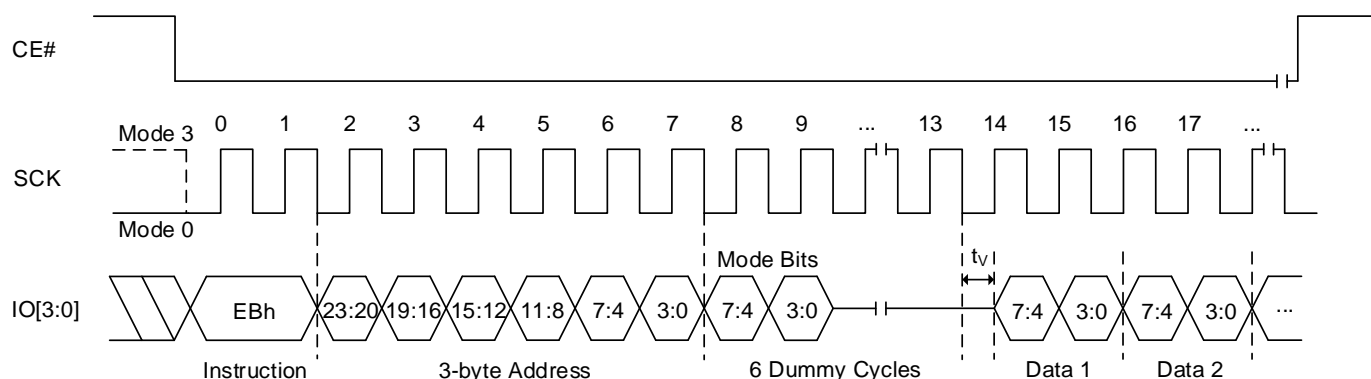 CE#
0 1 2 3 4 5 6 7 8 9 ... 13 14 15 16 17 ...
Mode 3
SCK
Mode 0
Mode Bits tV
IO[3:0] EBh 23:20 19:16 15:12 11:8 7:4 3:0 7:4 3:0 7:4 3:0 7:4 3:0 ...
Instruction 3-byte Address 6 Dummy Cycles Data 1 Data 2